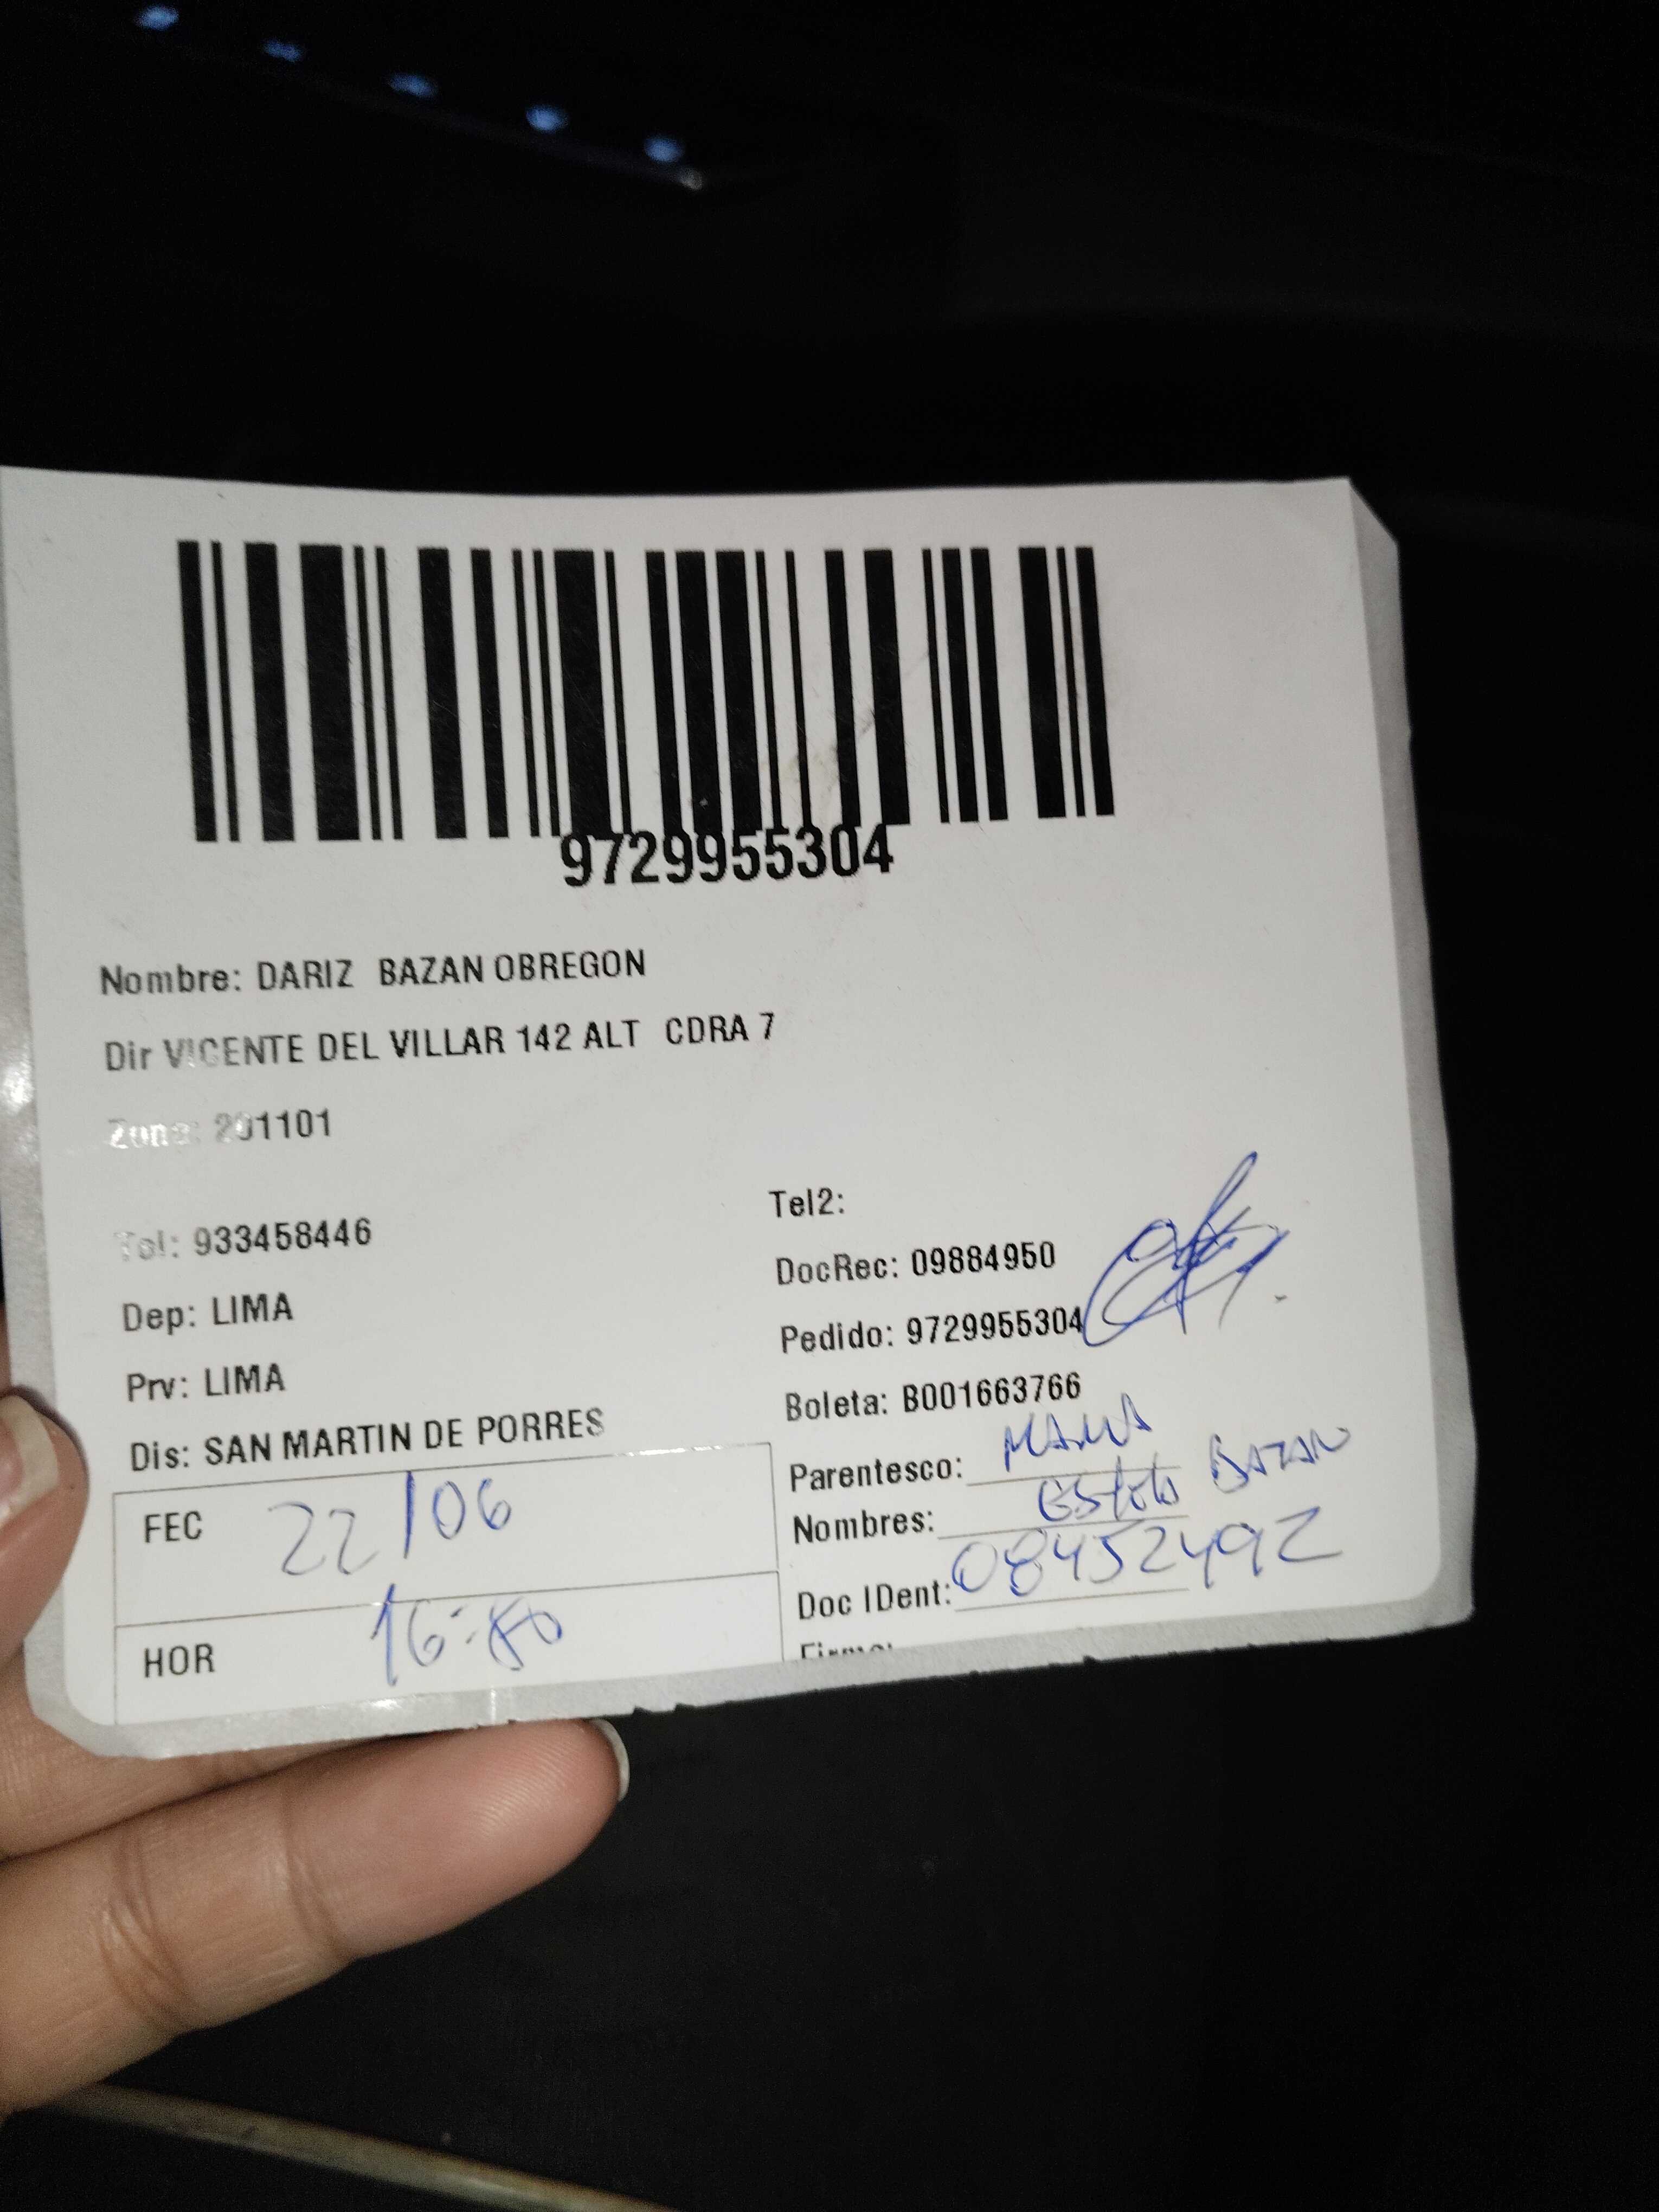 9729955304
Nombre: DARIZ BAZAN OBREGON
Dir VICENTE DEL VILLAR 142 ALT CDRA 7
Zona: 201101
Tel: 933458446
Dep: LIMA
Prv: LIMA
Dis: SAN MARTIN DE PORRES
FEC 22/06
HOR 16:
Tel2:
DocRec: 09884950
Pedido: 9729955304
Boleta: B001663766
Parentesco: MAMA
Nombres: BAZAN
Doc IDent: 08452492
Firma: